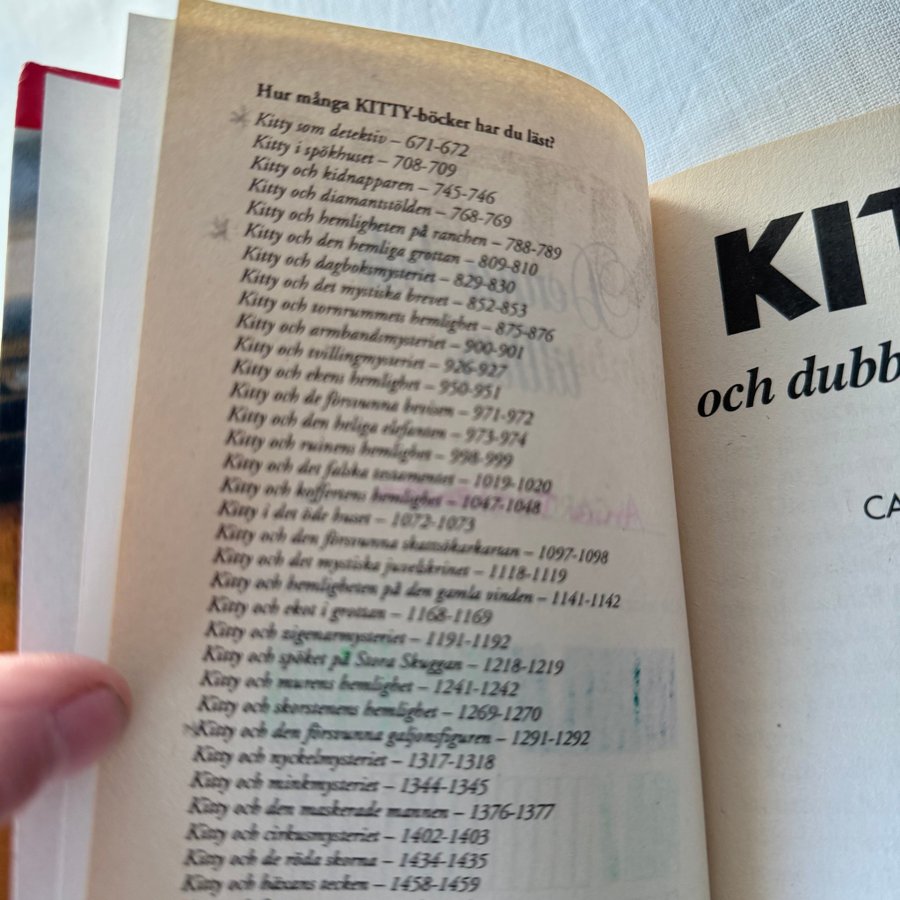 Hur många KITTY-böcker har du läst?
Kitty som detektiv – 671-672
Kitty i spökhuset – 708-709
Kitty och kidnapparen – 745-746
Kitty och diamantstölden – 768-769
Kitty och hemligheten på ranchen – 788-789
Kitty och den hemliga grottan – 809-810
Kitty och dagboksmysteriet – 829-830
Kitty och det mystiska brevet – 852-853
Kitty och tornrummets hemlighet – 875-876
Kitty och armbandsmysteriet – 900-901
Kitty och tvillingmysteriet – 926-927
Kitty och ekens hemlighet – 950-951
Kitty och de försvunna bevisen – 971-972
Kitty och den heliga elefanten – 973-974
Kitty och ruinens hemlighet – 998-999
Kitty och det falska testamentet – 1019-1020
Kitty och koffertens hemlighet – 1047-1048
Kitty i det öde huset – 1072-1073
Kitty och den försvunna skattsökarkartan – 1097-1098
Kitty och det mystiska juvelskrinet – 1118-1119
Kitty och hemligheten på den gamla vinden – 1141-1142
Kitty och ekot i grottan – 1168-1169
Kitty och zigenarmysteriet – 1191-1192
Kitty och spöket på Stora Skuggan – 1218-1219
Kitty och murens hemlighet – 1241-1242
Kitty och skorstenens hemlighet – 1269-1270
Kitty och den försvunna galjonsfiguren – 1291-1292
Kitty och nyckelmysteriet – 1317-1318
Kitty och minkmysteriet – 1344-1345
Kitty och den maskerade mannen – 1376-1377
Kitty och cirkusmysteriet – 1402-1403
Kitty och de röda skorna – 1434-1435
Kitty och häxans tecken – 1458-1459
KIT
och dubb
CA